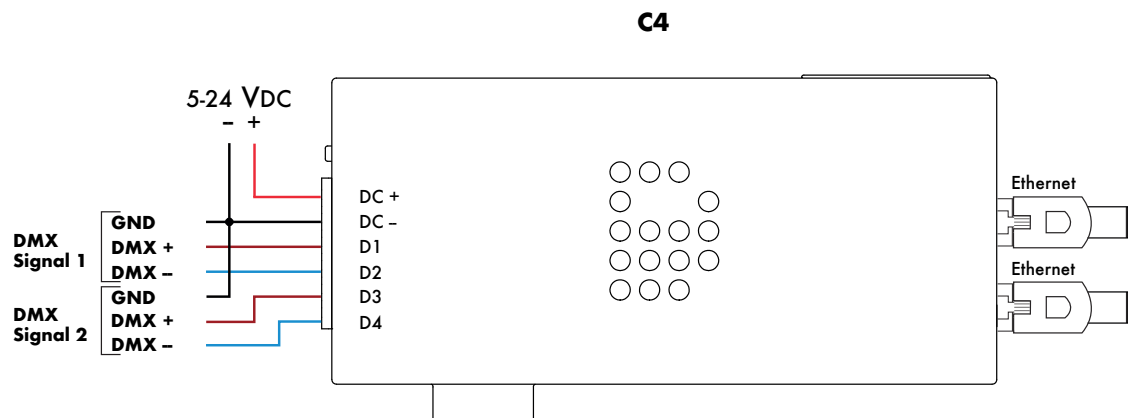 C4
5-24 VDC
– +
DC +
DC –
D1
D2
D3
D4
DMX
Signal 1
GND
DMX +
DMX –
DMX
Signal 2
GND
DMX +
DMX –
Ethernet
Ethernet